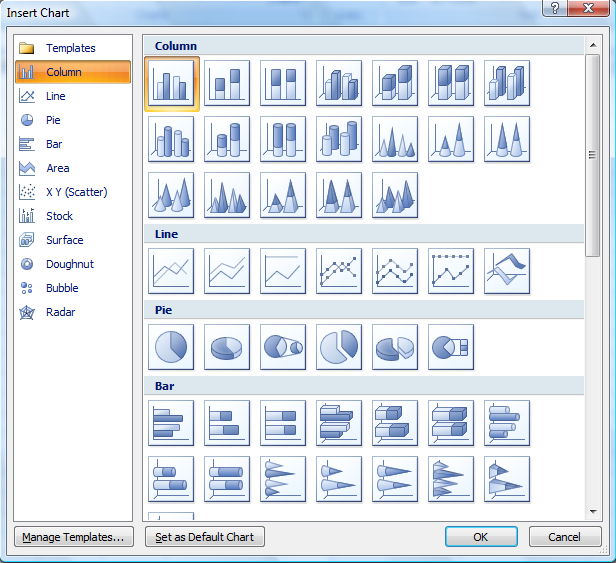 Insert Chart
Templates
Column
Line
Pie
Bar
Area
X Y (Scatter)
Stock
Surface
Doughnut
Bubble
Radar
Column
Line
Pie
Bar
Manage Templates...
Set as Default Chart
OK
Cancel